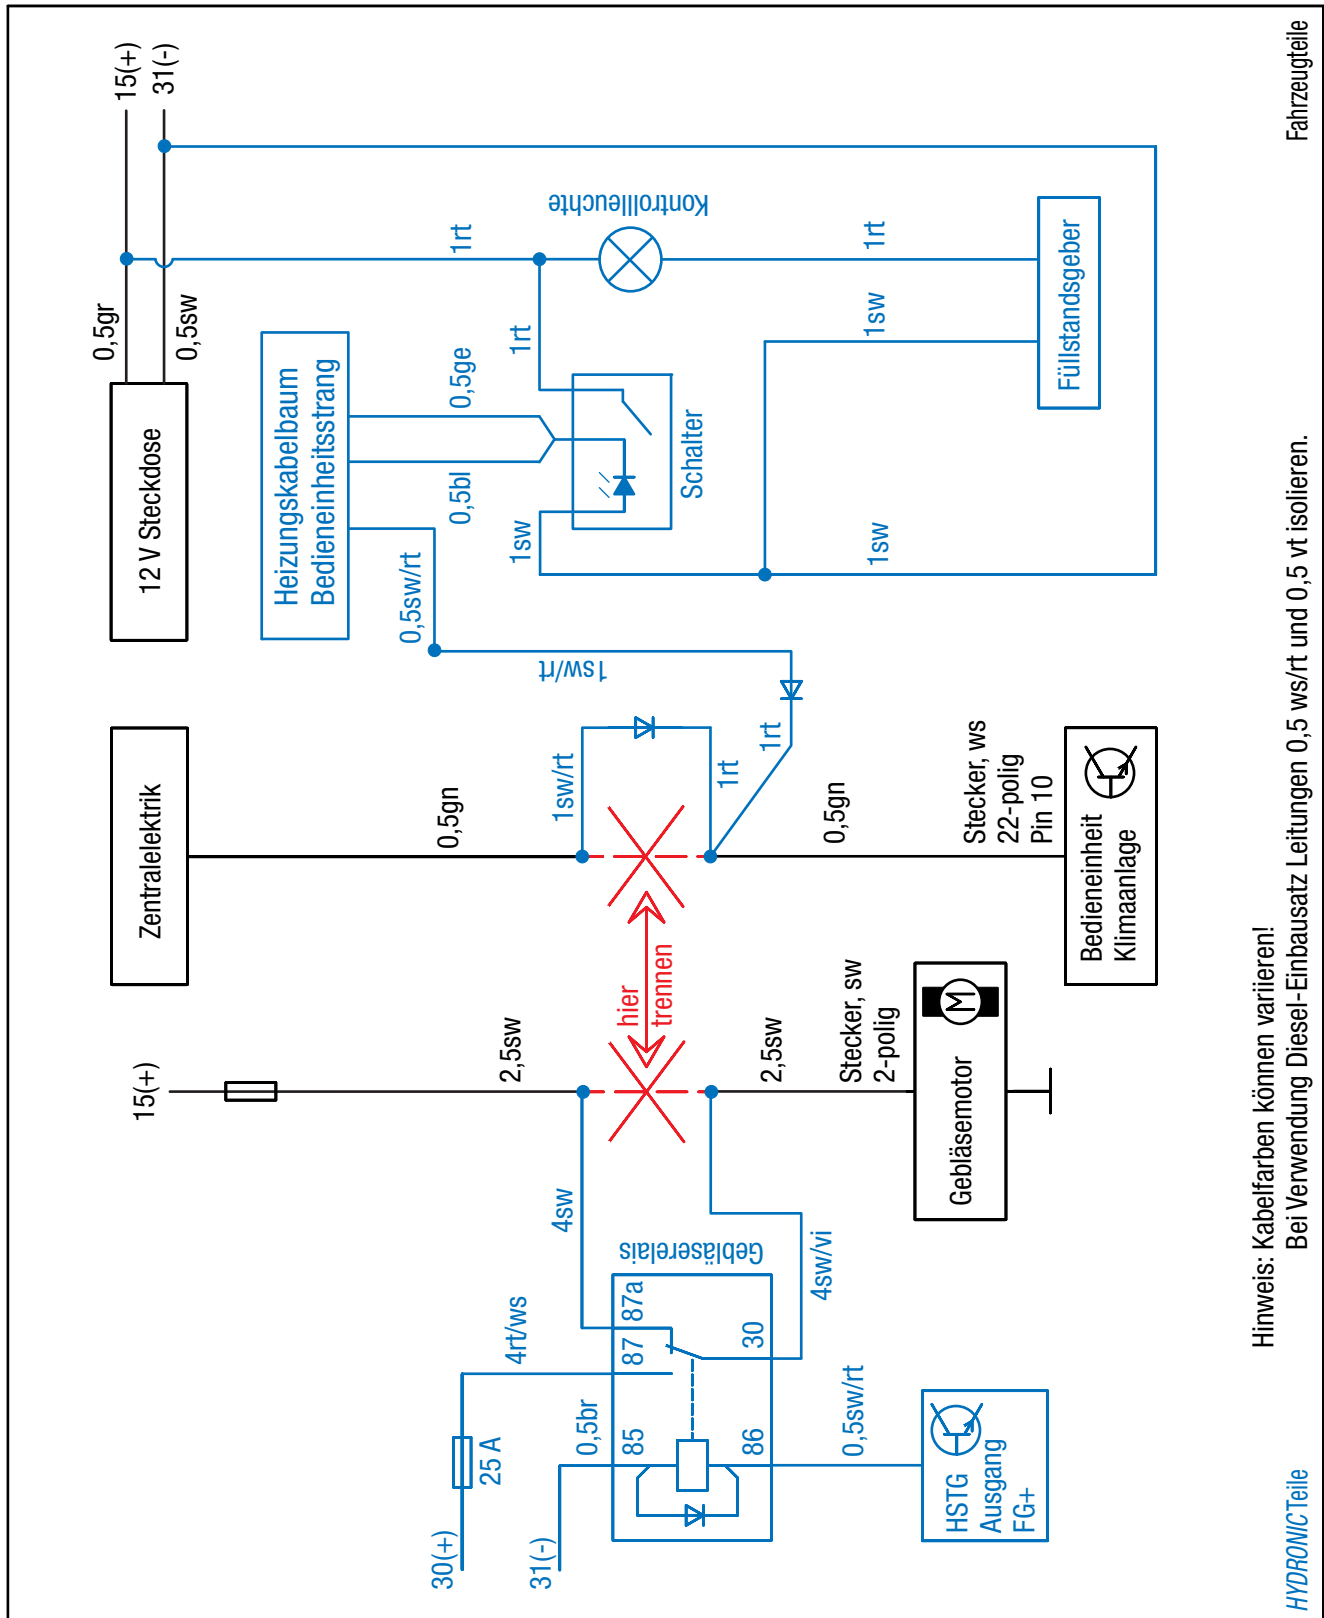 30(+)
25 A
4rt/ws
31(-)
0,5br
85
87
87a
86
30
Gebläserelais
4sw
4sw/vi
0,5sw/rt
HSTG
Ausgang
FG+
15(+)
2,5sw
hier
trennen
2,5sw
Stecker, sw
2-polig
Gebläsemotor
Zentralelektrik
0,5gn
1sw/rt
1rt
1rt
0,5gn
Stecker, ws
22-polig
Pin 10
Bedieneinheit
Klimaanlage
12 V Steckdose
0,5gr
0,5sw
15(+)
31(-)
Heizungskabelbaum
Bedieneinheitsstrang
0,5sw/rt
1sw/rt
0,5bl
0,5ge
1rt
1rt
1sw
Schalter
Kontrollleuchte
1rt
1sw
1sw
Füllstandsgeber
Hinweis: Kabelfarben können variieren!
Bei Verwendung Diesel-Einbausatz Leitungen 0,5 ws/rt und 0,5 vt isolieren.
HYDRONICTeile
Fahrzeugteile